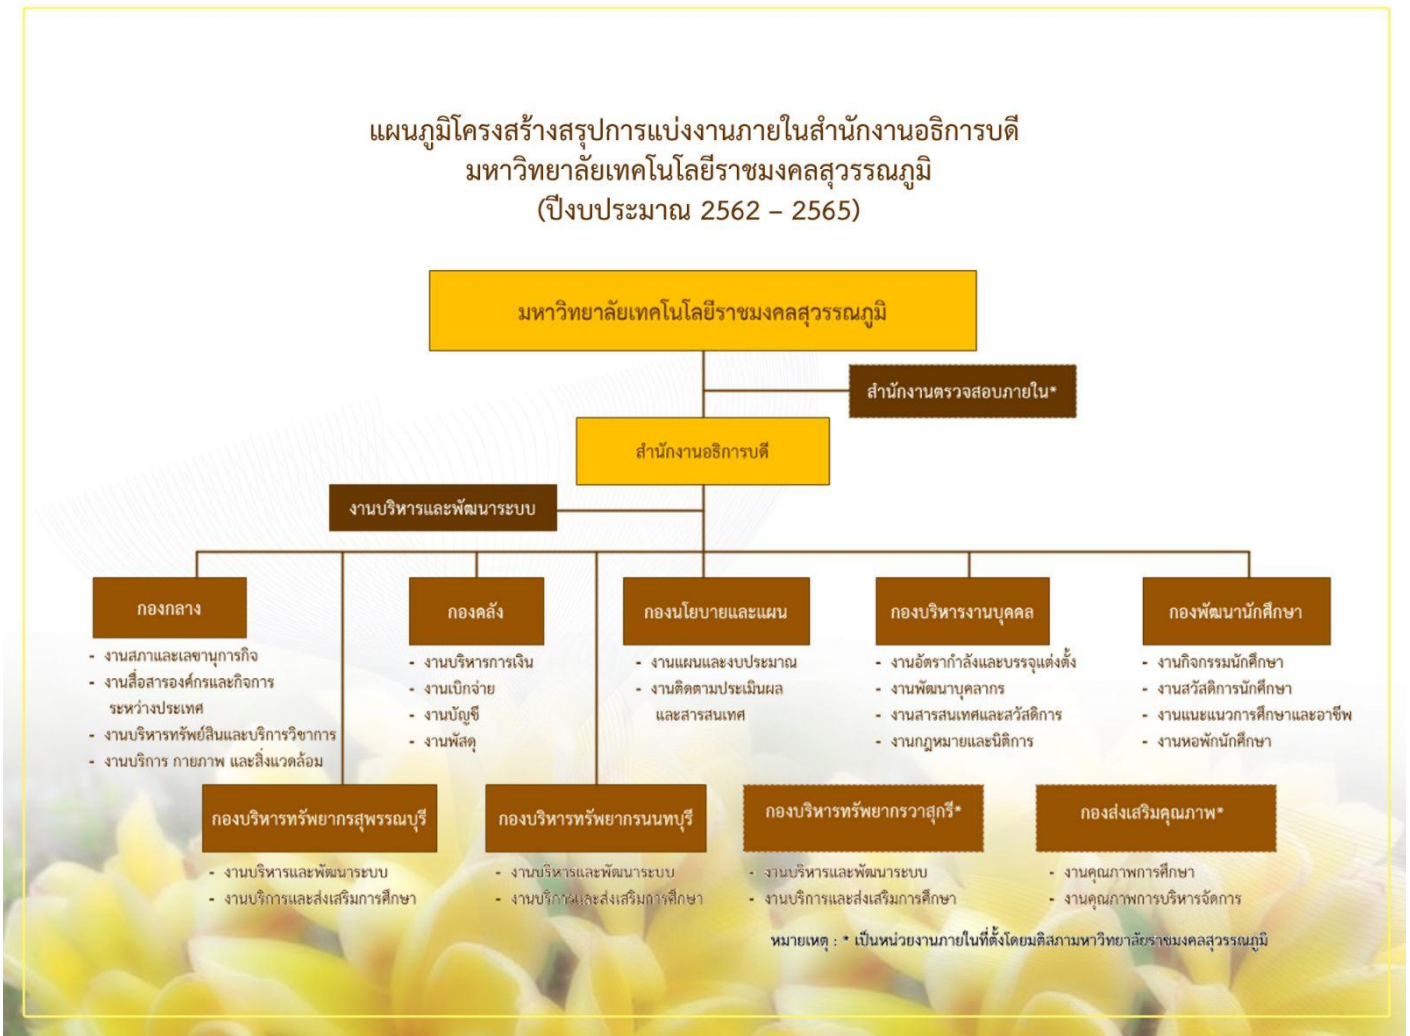 แผนภูมิโครงสร้างสรุปการแบ่งงานภายในสำนักงานอธิการบดี
มหาวิทยาลัยเทคโนโลยีราชมงคลสุวรรณภูมิ
(ปีงบประมาณ 2562 – 2565)
มหาวิทยาลัยเทคโนโลยีราชมงคลสุวรรณภูมิ
สำนักงานตรวจสอบภายใน*
สำนักงานอธิการบดี
งานบริหารและพัฒนาระบบ
กองกลาง
- งานสภาและเลขานุการกิจ
- งานสื่อสารองค์กรและกิจการ
ระหว่างประเทศ
- งานบริหารทรัพย์สินและบริการวิชาการ
- งานบริการ กายภาพ และสิ่งแวดล้อม
กองคลัง
- งานบริหารการเงิน
- งานเบิกจ่าย
- งานบัญชี
- งานพัสดุ
กองนโยบายและแผน
- งานแผนและงบประมาณ
- งานติดตามประเมินผล
และสารสนเทศ
กองบริหารงานบุคคล
- งานอัตรากำลังและบรรจุแต่งตั้ง
- งานพัฒนาบุคลากร
- งานสารสนเทศและสวัสดิการ
- งานกฎหมายและนิติการ
กองพัฒนานักศึกษา
- งานกิจกรรมนักศึกษา
- งานสวัสดิการนักศึกษา
- งานแนะแนวการศึกษาและอาชีพ
- งานหอพักนักศึกษา
กองบริหารทรัพยากรสุพรรณบุรี
- งานบริหารและพัฒนาระบบ
- งานบริการและส่งเสริมการศึกษา
กองบริหารทรัพยากรนนทบุรี
- งานบริหารและพัฒนาระบบ
- งานบริการและส่งเสริมการศึกษา
กองบริหารทรัพยากรวาสุกรี*
- งานบริหารและพัฒนาระบบ
- งานบริการและส่งเสริมการศึกษา
กองส่งเสริมคุณภาพ*
- งานคุณภาพการศึกษา
- งานคุณภาพการบริหารจัดการ
หมายเหตุ : * เป็นหน่วยงานภายในที่ตั้งโดยมติสภามหาวิทยาลัยราชมงคลสุวรรณภูมิ